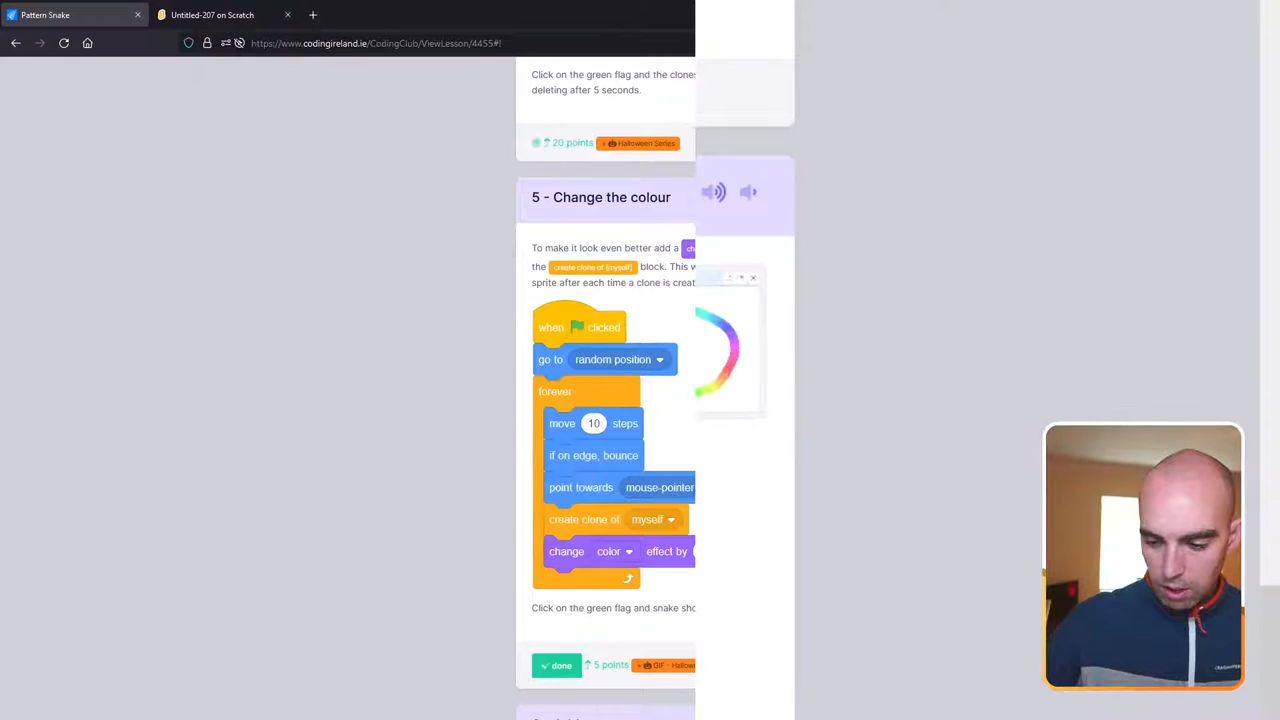 Pattern Snake
Untitled-207 on Scratch
https://www.codingireland.ie/CodingClub/ViewLesson/4455#!
Click on the green flag and the clones
deleting after 5 seconds.
20 points
Halloween Series
5 - Change the colour
To make it look even better add a
the create clone of [myself] block. This
sprite after each time a clone is
when clicked
go to random position
forever
move 10 steps
if on edge, bounce
point towards mouse-pointer
create clone of myself
change color effect by
Click on the green flag and snake
done 5 points GIF -